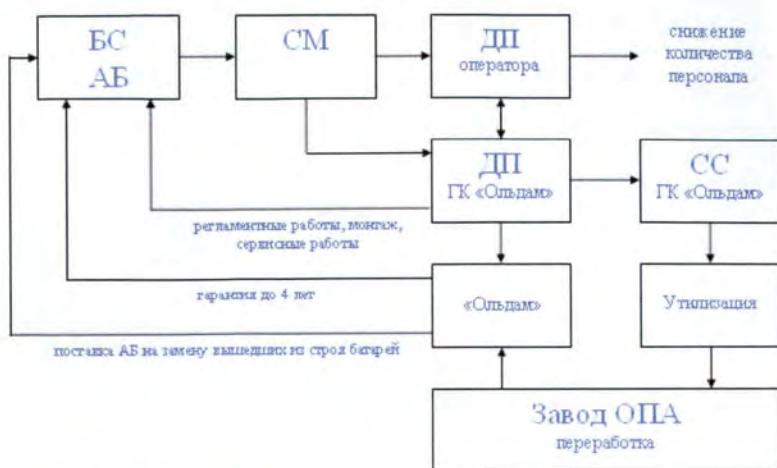 БС
АБ
СМ
ДП
оператора
снижение
количества
персонала
ДП
ГК «Ольдам»
СС
ГК «Ольдам»
регламентные работы, монтаж,
сервисные работы
гарантия до 4 лет
«Ольдам»
Утилизация
поставка АБ на замену вышедших из строя батарей
Завод ОПА
переработка